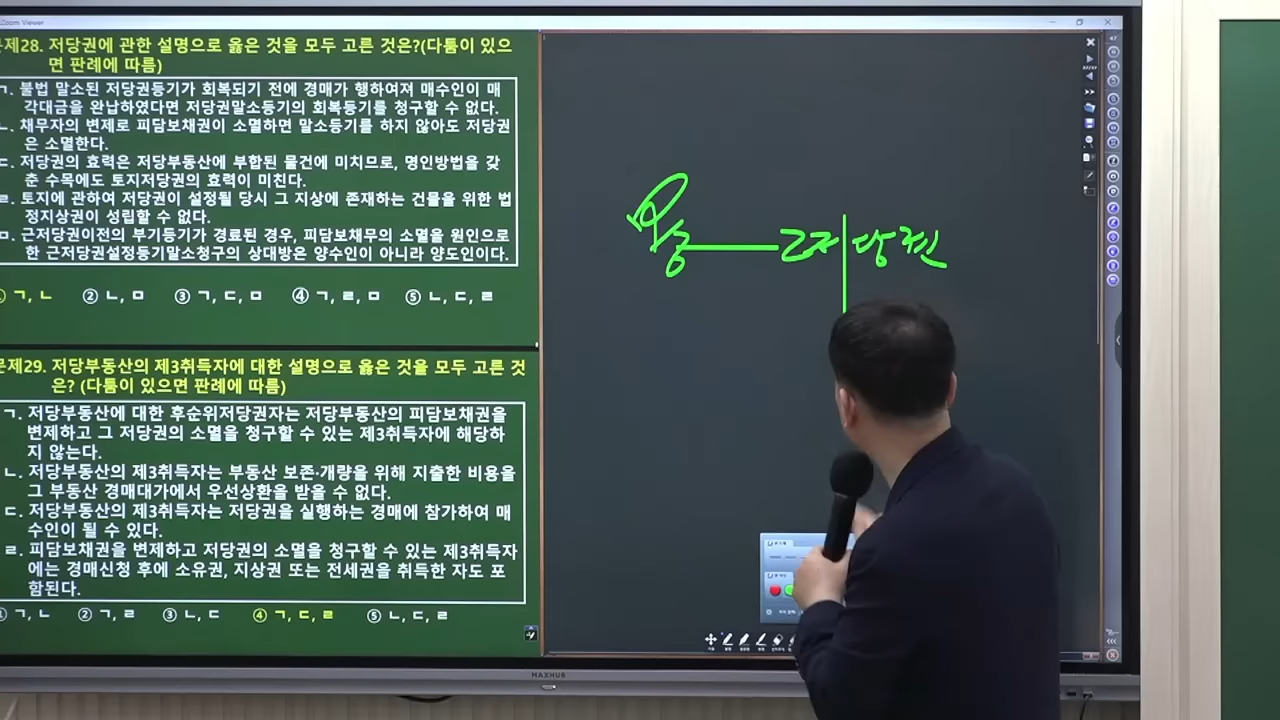 Zoom Viewer
문제28. 저당권에 관한 설명으로 옳은 것을 모두 고른 것은?(다툼이 있으
면 판례에 따름)
ㄱ. 불법 말소된 저당권등기가 회복되기 전에 경매가 행하여져 매수인이 매
각대금을 완납하였다면 저당권말소등기의 회복등기를 청구할 수 없다.
ㄴ. 채무자의 변제로 피담보채권이 소멸하면 말소등기를 하지 않아도 저당권
은 소멸한다.
ㄷ. 저당권의 효력은 저당부동산에 부합된 물건에 미치므로, 명인방법을 갖
춘 수목에도 토지저당권의 효력이 미친다.
ㄹ. 토지에 관하여 저당권이 설정될 당시 그 지상에 존재하는 건물을 위한 법
정지상권이 성립할 수 없다.
ㅁ. 근저당권이전의 부기등기가 경료된 경우, 피담보채무의 소멸을 원인으로
한 근저당권설정등기말소청구의 상대방은 양수인이 아니라 양도인이다.
① ㄱ, ㄴ ② ㄴ, ㅁ ③ ㄱ, ㄷ, ㅁ ④ ㄱ, ㄹ, ㅁ ⑤ ㄴ, ㄷ, ㄹ
문제29. 저당부동산의 제3취득자에 대한 설명으로 옳은 것을 모두 고른 것
은? (다툼이 있으면 판례에 따름)
ㄱ. 저당부동산에 대한 후순위저당권자는 저당부동산의 피담보채권을
변제하고 그 저당권의 소멸을 청구할 수 있는 제3취득자에 해당하
지 않는다.
ㄴ. 저당부동산의 제3취득자는 부동산 보존·개량을 위해 지출한 비용을
그 부동산 경매대가에서 우선상환을 받을 수 없다.
ㄷ. 저당부동산의 제3취득자는 저당권을 실행하는 경매에 참가하여 매
수인이 될 수 있다.
ㄹ. 피담보채권을 변제하고 저당권의 소멸을 청구할 수 있는 제3취득자
에는 경매신청 후에 소유권, 지상권 또는 전세권을 취득한 자도 포
함된다.
① ㄱ, ㄴ ② ㄱ, ㄹ ③ ㄴ, ㄷ ④ ㄱ, ㄷ, ㄹ ⑤ ㄴ, ㄷ, ㄹ
근저당권
MAXHUB